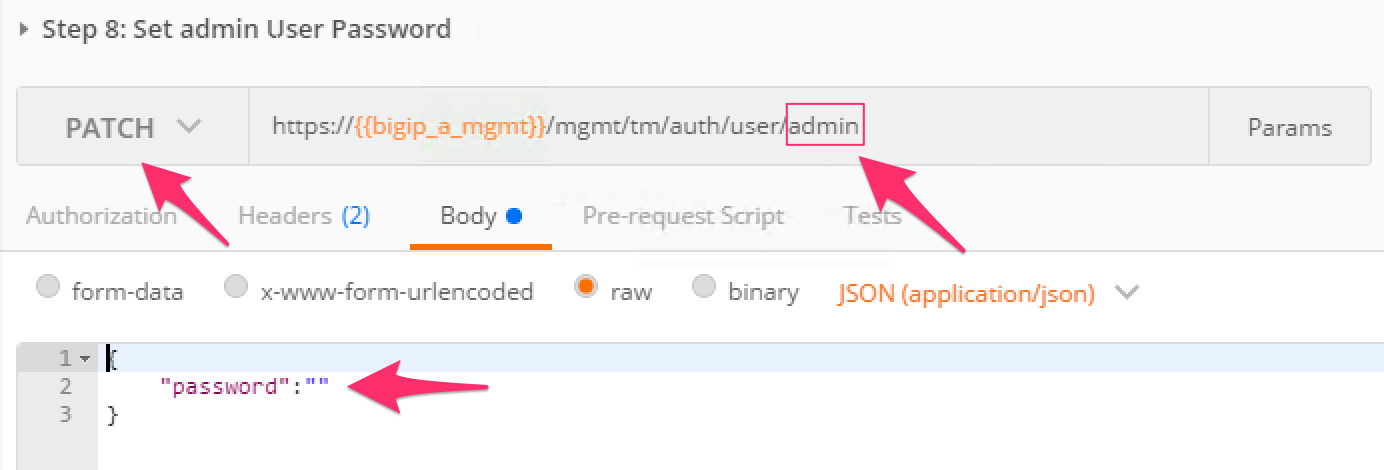 Step 8: Set admin User Password
PATCH https://{{bigip_a_mgmt}}/mgmt/tm/auth/user/admin Params
Authorization Headers (2) Body Pre-request Script Tests
form-data x-www-form-urlencoded raw binary JSON (application/json)
1 {
2 "password":""
3 }